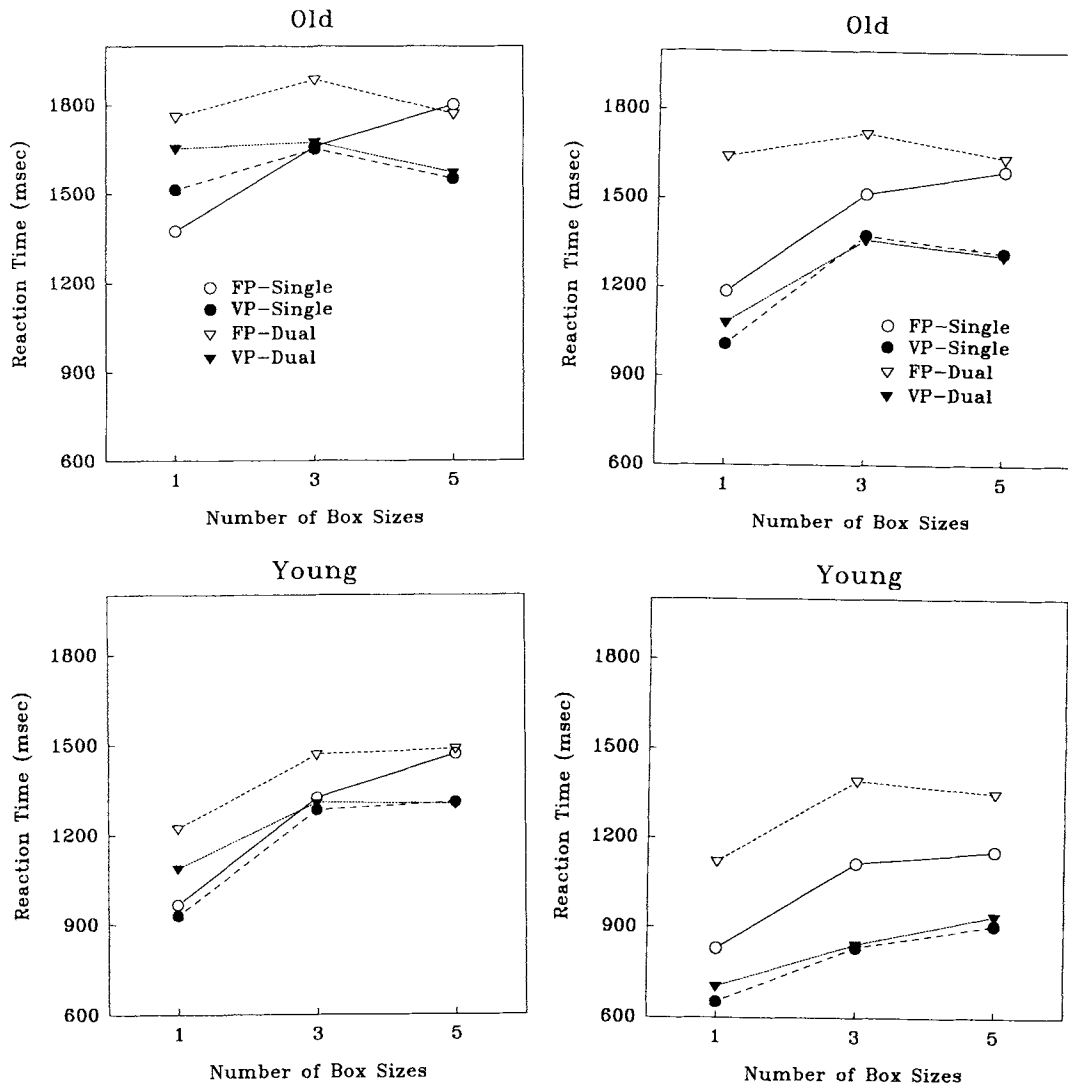 Old
Reaction Time (msec)
1800
1500
1200
900
600
FP-Single
VP-Single
FP-Dual
VP-Dual
1 3 5
Number of Box Sizes
Old
Reaction Time (msec)
1800
1500
1200
900
600
FP-Single
VP-Single
FP-Dual
VP-Dual
1 3 5
Number of Box Sizes
Young
Reaction Time (msec)
1800
1500
1200
900
600
1 3 5
Number of Box Sizes
Young
Reaction Time (msec)
1800
1500
1200
900
600
1 3 5
Number of Box Sizes